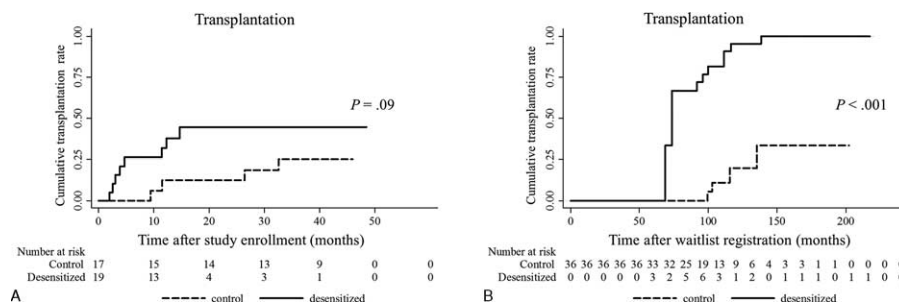 Transplantation
Cumulative transplantation rate
1.00
0.75
0.50
0.25
0.00
P = .09
0 10 20 30 40 50
Time after study enrollment (months)
Number at risk
Control 17 15 14 13 9 0 0
Desensitized 19 13 4 3 1 0 0
A
control desensitized
Transplantation
Cumulative transplantation rate
1.00
0.75
0.50
0.25
0.00
P < .001
0 50 100 150 200
Time after waitlist registration (months)
Number at risk
Control 36 36 36 36 36 33 32 25 19 13 9 6 4 3 3 1 1 0 0 0
Desensitized 0 0 0 0 0 0 3 2 5 6 3 1 2 0 1 1 1 0 1 1 0
B
control desensitized